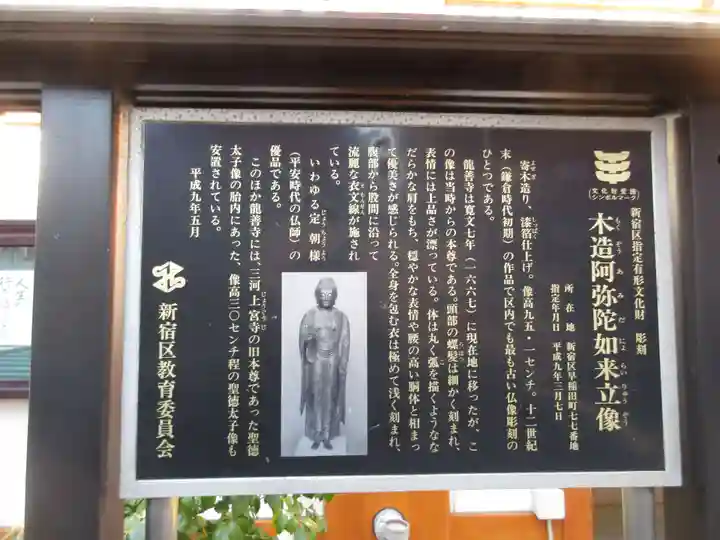 (文化財愛護
シンボルマーク)
新宿区指定有形文化財 彫刻
木造阿弥陀如来立像
もくぞうあみだにょらいりゅうぞう
所在地 新宿区早稲田町七七番地
指定年月日 平成九年三月七日
寄木造り、漆箔仕上げ。像高九五・一センチ。十二世紀
末(鎌倉時代初期)の作品で区内でも最も古い仏像彫刻の
ひとつである。
龍善寺は寛文七年(一六六七)に現在地に移ったが、こ
の像は当時からの本尊である。頭部の螺髪は細かく刻まれ、
表情には上品さが漂っている。体は丸く弧を描くようなな
だらかな肩をもち、穏やかな表情や腰の高い胴体と相まっ
て優美さが感じられる。全身を包む衣は極めて浅く刻まれ、
腹部から股間に沿って
流麗な衣文線が施され
ている。
いわゆる定朝様
(平安時代の仏師)の
優品である。
このほか龍善寺には、三河上宮寺の旧本尊であった聖徳
太子像の胎内にあった、像高三〇センチ程の聖徳太子像も
安置されている。
平成九年五月
新宿区教育委員会